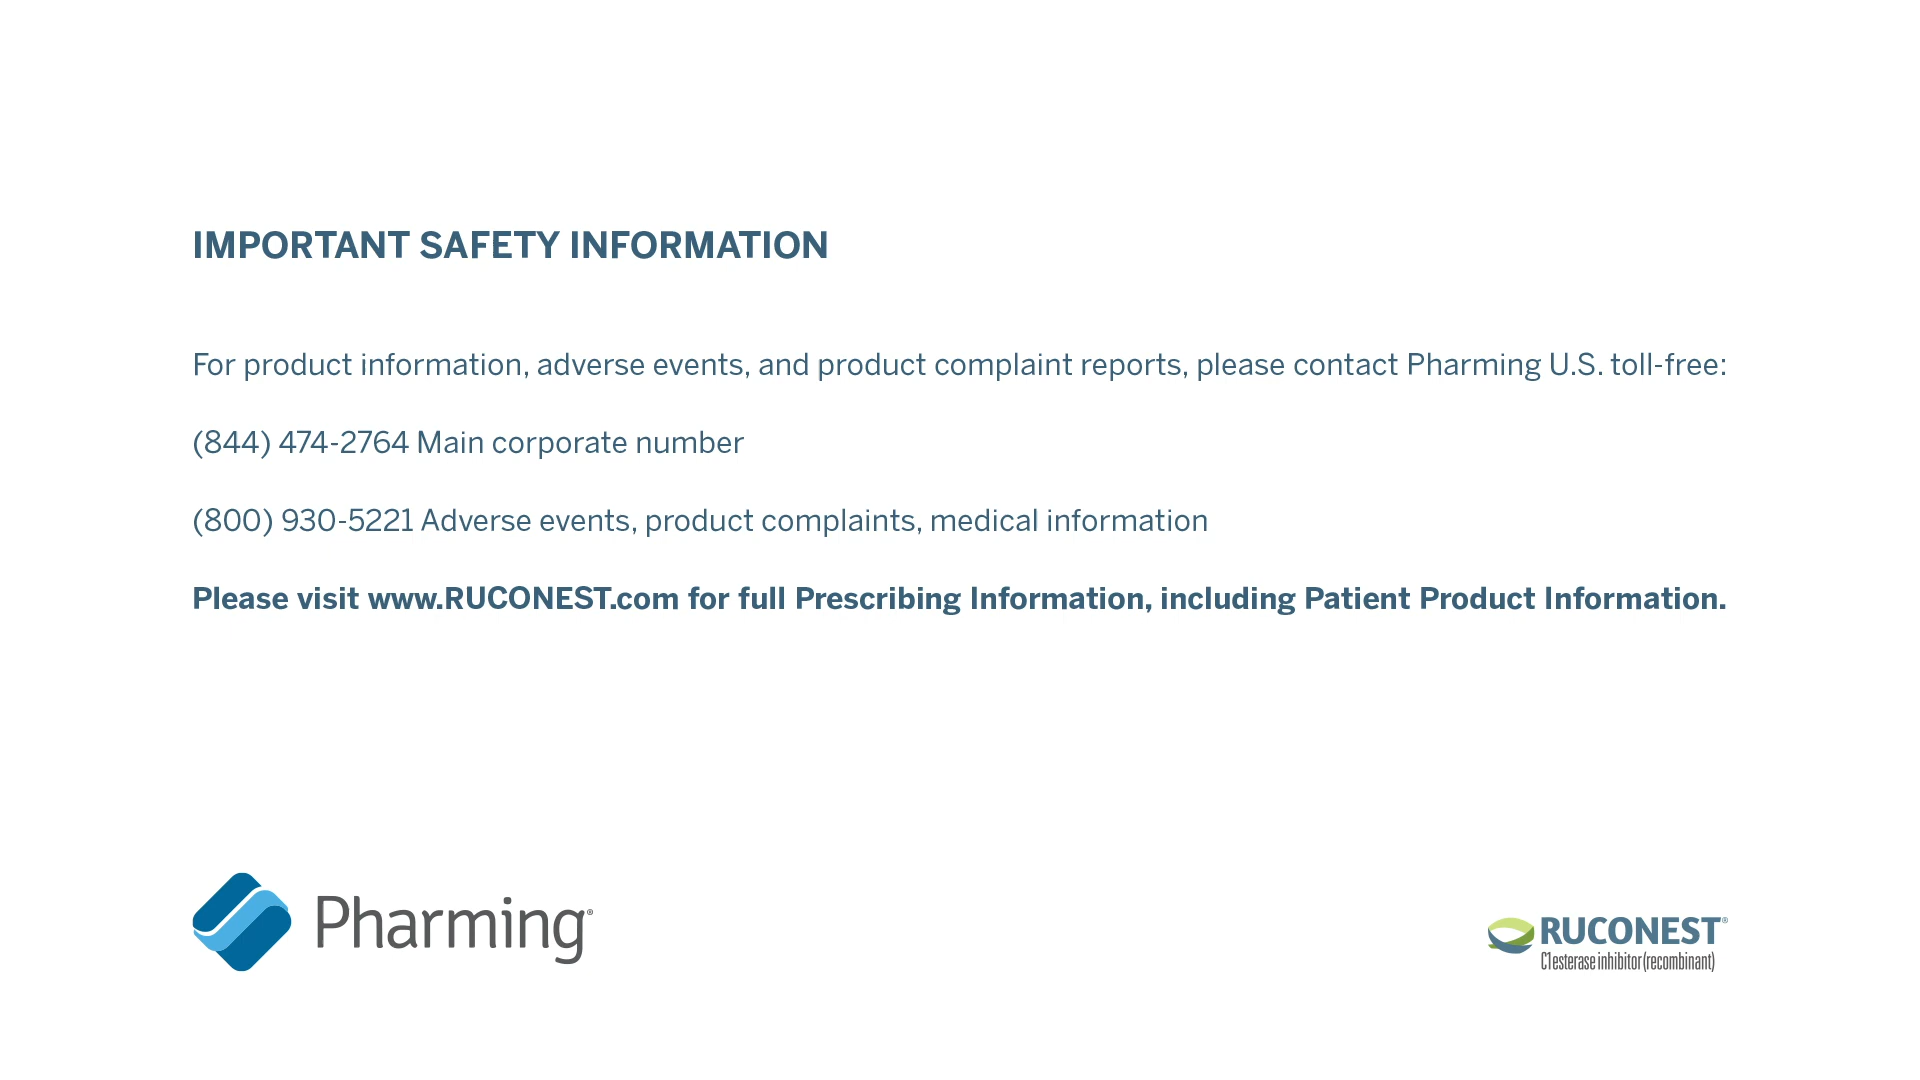 IMPORTANT SAFETY INFORMATION
For product information, adverse events, and product complaint reports, please contact Pharming U.S. toll-free:
(844) 474-2764 Main corporate number
(800) 930-5221 Adverse events, product complaints, medical information
Please visit www.RUCONEST.com for full Prescribing Information, including Patient Product Information.
Pharming®
RUCONEST®
C1 esterase inhibitor (recombinant)